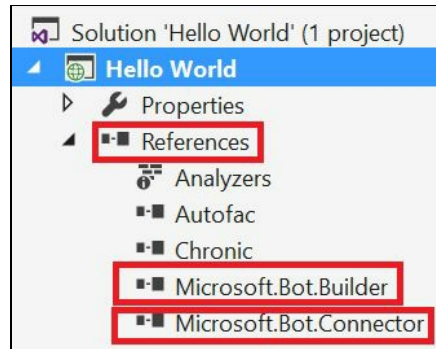 Solution 'Hello World' (1 project)
Hello World
Properties
References
Analyzers
Autofac
Chronic
Microsoft.Bot.Builder
Microsoft.Bot.Connector